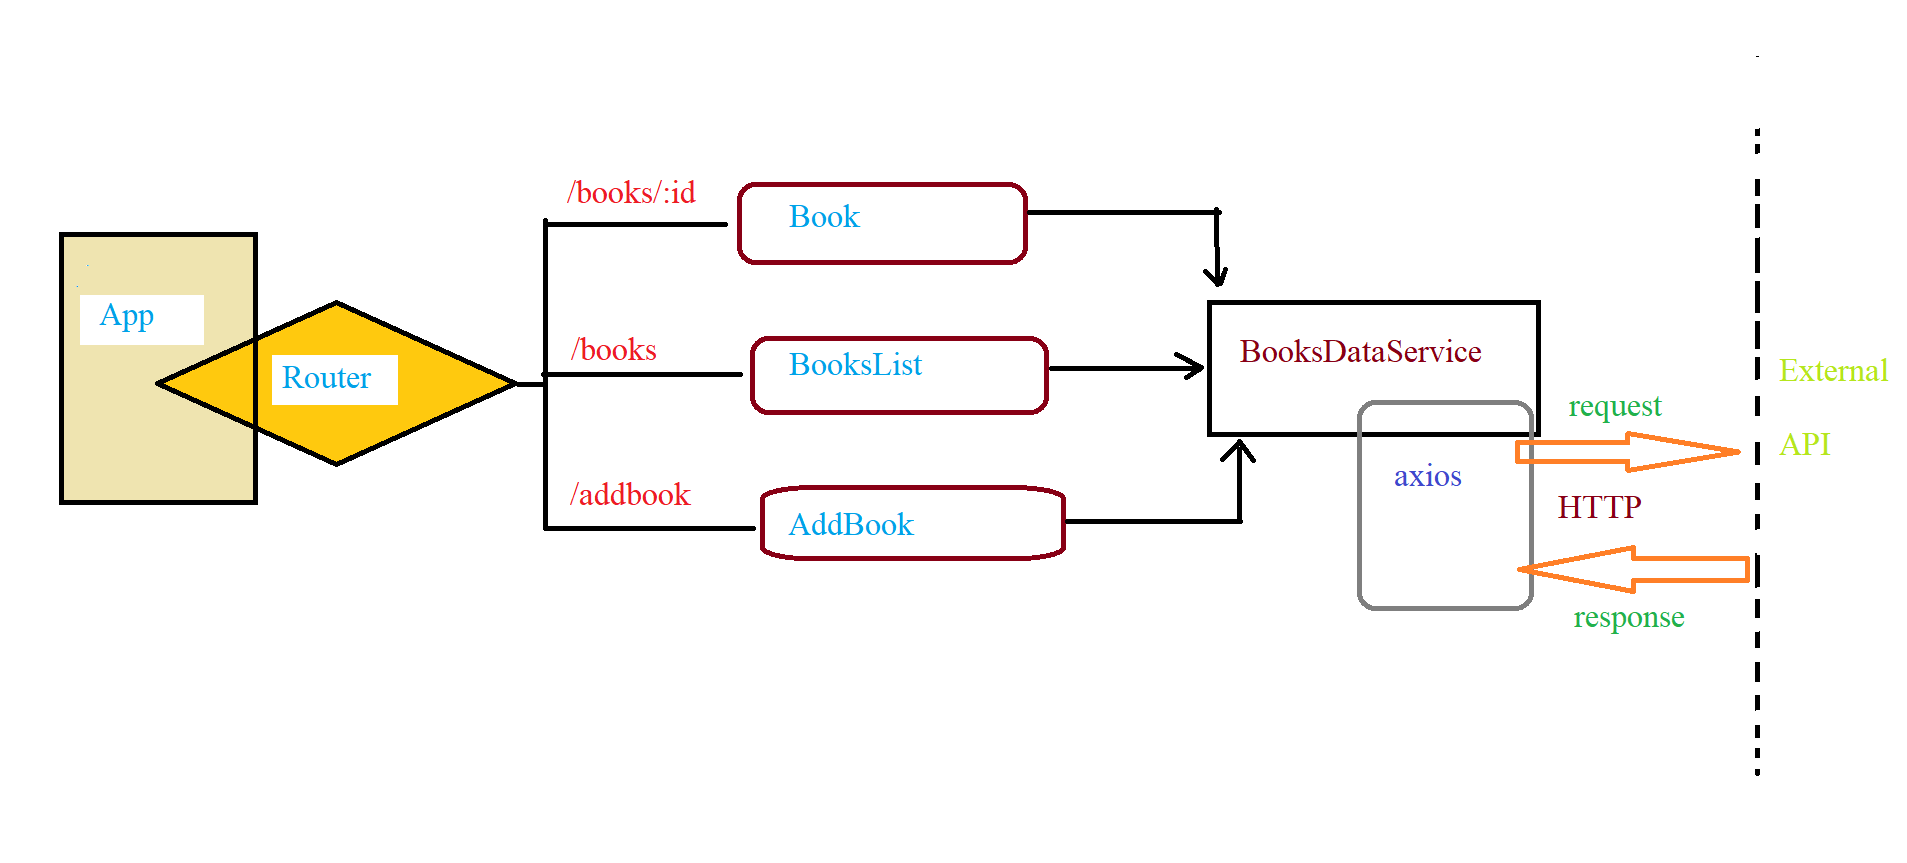 App
Router
/books/:id
/books
/addbook
Book
BooksList
AddBook
BooksDataService
axios
request
HTTP
response
External
API